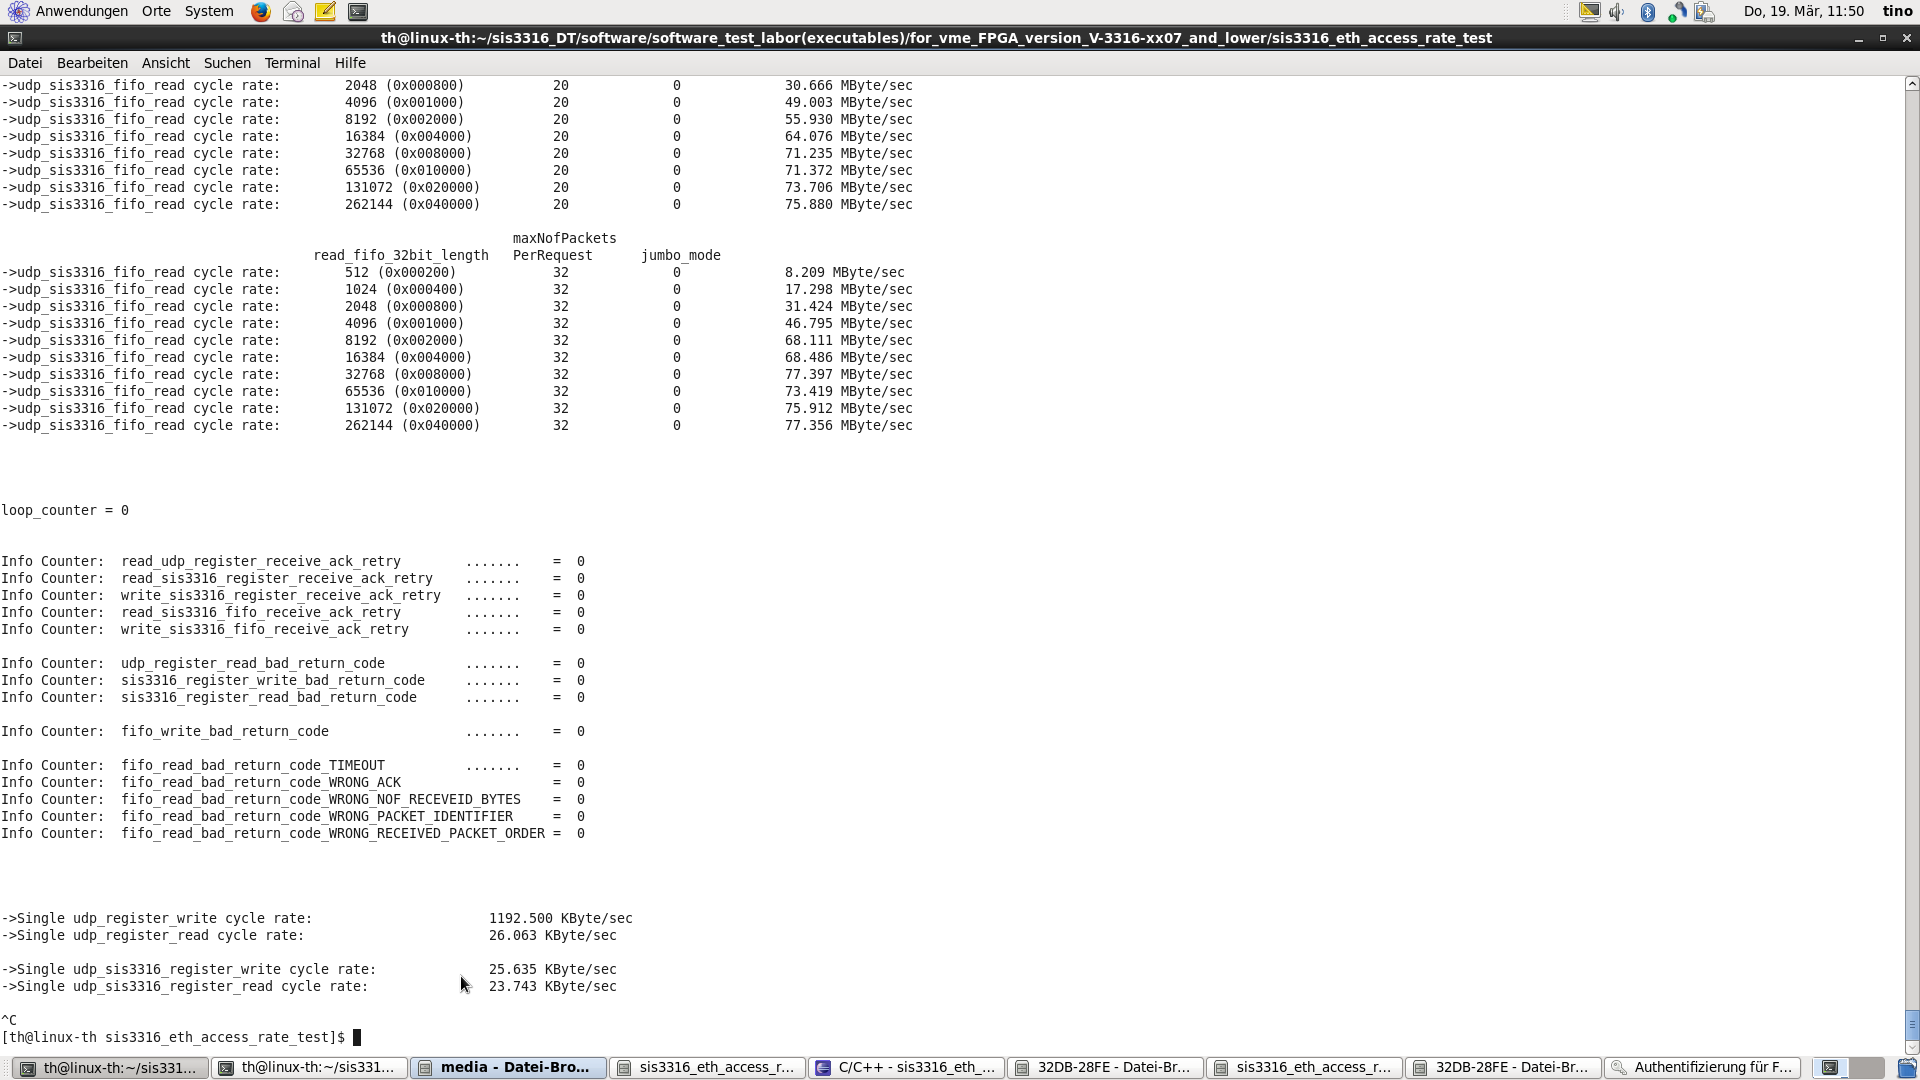 Anwendungen Orte System Do, 19. Mär, 11:50 tino
th@linux-th:~/sis3316_DT/software/software_test_labor(executables)/for_vme_FPGA_version_V-3316-xx07_and_lower/sis3316_eth_access_rate_test
Datei Bearbeiten Ansicht Suchen Terminal Hilfe
->udp_sis3316_fifo_read cycle rate: 2048 (0x000800) 20 0 30.666 MByte/sec
->udp_sis3316_fifo_read cycle rate: 4096 (0x001000) 20 0 49.003 MByte/sec
->udp_sis3316_fifo_read cycle rate: 8192 (0x002000) 20 0 55.930 MByte/sec
->udp_sis3316_fifo_read cycle rate: 16384 (0x004000) 20 0 64.076 MByte/sec
->udp_sis3316_fifo_read cycle rate: 32768 (0x008000) 20 0 71.235 MByte/sec
->udp_sis3316_fifo_read cycle rate: 65536 (0x010000) 20 0 71.372 MByte/sec
->udp_sis3316_fifo_read cycle rate: 131072 (0x020000) 20 0 73.706 MByte/sec
->udp_sis3316_fifo_read cycle rate: 262144 (0x040000) 20 0 75.880 MByte/sec
maxNofPackets
read_fifo_32bit_length PerRequest jumbo_mode
->udp_sis3316_fifo_read cycle rate: 512 (0x000200) 32 0 8.209 MByte/sec
->udp_sis3316_fifo_read cycle rate: 1024 (0x000400) 32 0 17.298 MByte/sec
->udp_sis3316_fifo_read cycle rate: 2048 (0x000800) 32 0 31.424 MByte/sec
->udp_sis3316_fifo_read cycle rate: 4096 (0x001000) 32 0 46.795 MByte/sec
->udp_sis3316_fifo_read cycle rate: 8192 (0x002000) 32 0 68.111 MByte/sec
->udp_sis3316_fifo_read cycle rate: 16384 (0x004000) 32 0 68.486 MByte/sec
->udp_sis3316_fifo_read cycle rate: 32768 (0x008000) 32 0 77.397 MByte/sec
->udp_sis3316_fifo_read cycle rate: 65536 (0x010000) 32 0 73.419 MByte/sec
->udp_sis3316_fifo_read cycle rate: 131072 (0x020000) 32 0 75.912 MByte/sec
->udp_sis3316_fifo_read cycle rate: 262144 (0x040000) 32 0 77.356 MByte/sec
loop_counter = 0
Info Counter: read_udp_register_receive_ack_retry ....... = 0
Info Counter: read_sis3316_register_receive_ack_retry ....... = 0
Info Counter: write_sis3316_register_receive_ack_retry ....... = 0
Info Counter: read_sis3316_fifo_receive_ack_retry ....... = 0
Info Counter: write_sis3316_fifo_receive_ack_retry ....... = 0
Info Counter: udp_register_read_bad_return_code ....... = 0
Info Counter: sis3316_register_write_bad_return_code ....... = 0
Info Counter: sis3316_register_read_bad_return_code ....... = 0
Info Counter: fifo_write_bad_return_code ....... = 0
Info Counter: fifo_read_bad_return_code_TIMEOUT ....... = 0
Info Counter: fifo_read_bad_return_code_WRONG_ACK = 0
Info Counter: fifo_read_bad_return_code_WRONG_NOF_RECEVEID_BYTES = 0
Info Counter: fifo_read_bad_return_code_WRONG_PACKET_IDENTIFIER = 0
Info Counter: fifo_read_bad_return_code_WRONG_RECEIVED_PACKET_ORDER = 0
->Single udp_register_write cycle rate: 1192.500 KByte/sec
->Single udp_register_read cycle rate: 26.063 KByte/sec
->Single udp_sis3316_register_write cycle rate: 25.635 KByte/sec
->Single udp_sis3316_register_read cycle rate: 23.743 KByte/sec
^C
[th@linux-th sis3316_eth_access_rate_test]$
th@linux-th:~/sis331... th@linux-th:~/sis331... media - Datei-Bro... sis3316_eth_access_r... C/C++ - sis3316_eth_... 32DB-28FE - Datei-Br... sis3316_eth_access_r... 32DB-28FE - Datei-Br... Authentifizierung für F...